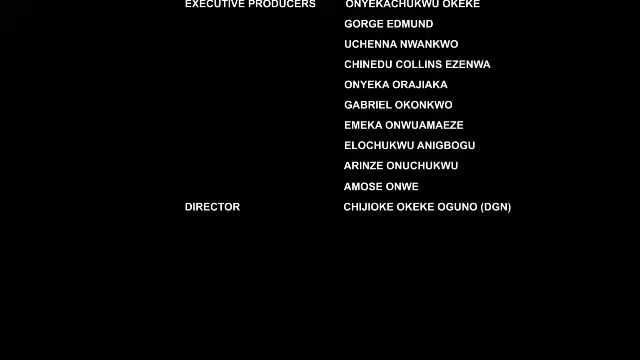 EXECUTIVE PRODUCERS ONYEKACHUKWU OKEKE
GORGE EDMUND
UCHENNA NWANKWO
CHINEDU COLLINS EZENWA
ONYEKA ORAJIAKA
GABRIEL OKONKWO
EMEKA ONWUAMAEZE
ELOCHUKWU ANIGBOGU
ARINZE ONUCHUKWU
AMOSE ONWE
DIRECTOR CHIJIOKE OKEKE OGUNO (DGN)